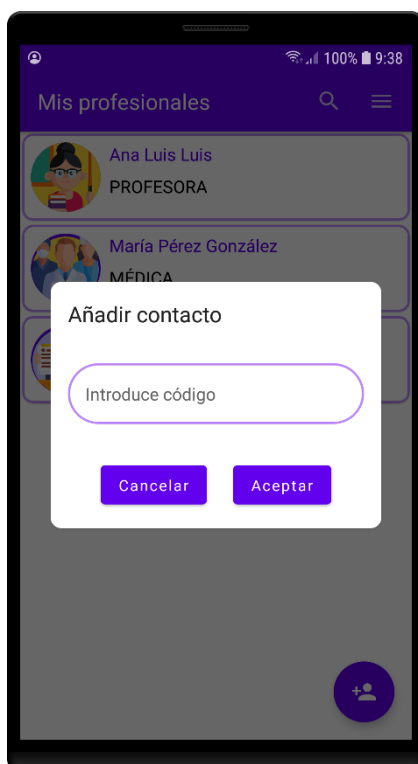 100% 9:38
Mis profesionales
Ana Luis Luis
PROFESORA
María Pérez González
MÉDICA
Añadir contacto
Introduce código
Cancelar Aceptar